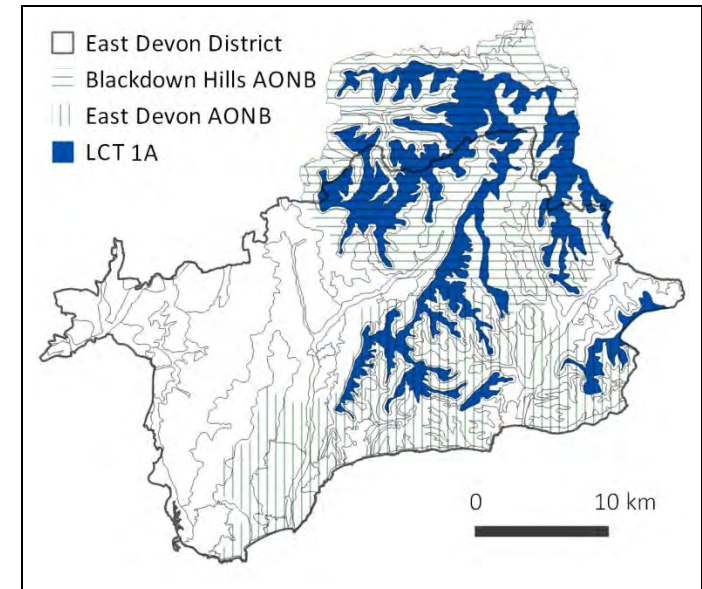 East Devon District
Blackdown Hills AONB
East Devon AONB
LCT 1A
0 10 km